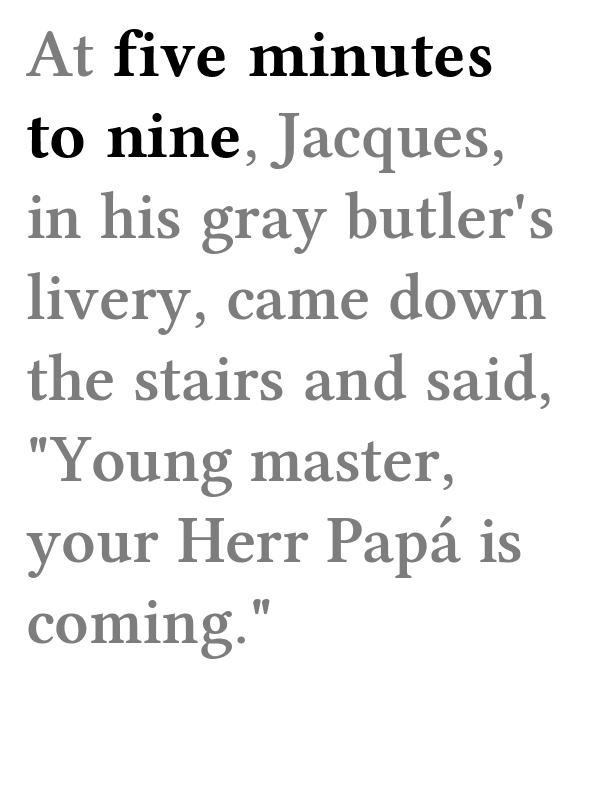 At five minutes
to nine, Jacques,
in his gray butler's
livery, came down
the stairs and said,
"Young master,
your Herr Papá is
coming."